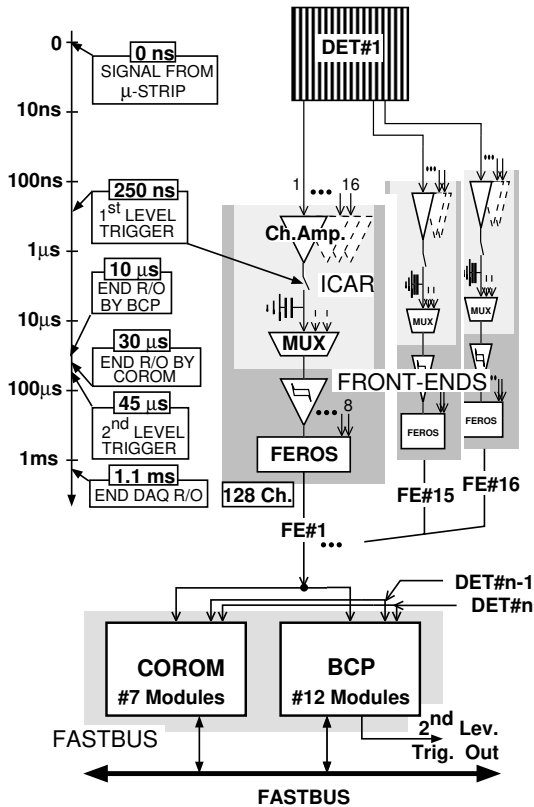 0
0 ns
SIGNAL FROM
μ-STRIP
DET#1
10ns
100ns
250 ns
1st LEVEL
TRIGGER
1 ••• 16
•••
•••
Ch.Amp.
1μs
10 μs
END R/O
BY BCP
ICAR
10μs
MUX
MUX
MUX
30 μs
END R/O BY
COROM
FRONT-ENDS
100μs
45 μs
2nd LEVEL
TRIGGER
••• 8
FEROS
FEROS
FEROS
1ms
1.1 ms
END DAQ R/O
128 Ch.
FE#15
FE#16
FE#1
•••
DET#n-1
DET#n
COROM
#7 Modules
BCP
#12 Modules
FASTBUS
2nd Lev.
Trig. Out
FASTBUS